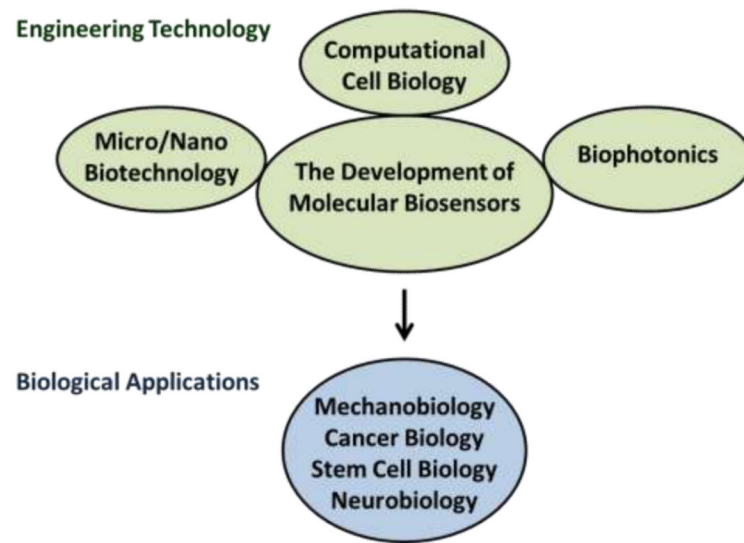 Engineering Technology
Computational
Cell Biology
Micro/Nano
Biotechnology
The Development of
Molecular Biosensors
Biophotonics
Biological Applications
Mechanobiology
Cancer Biology
Stem Cell Biology
Neurobiology